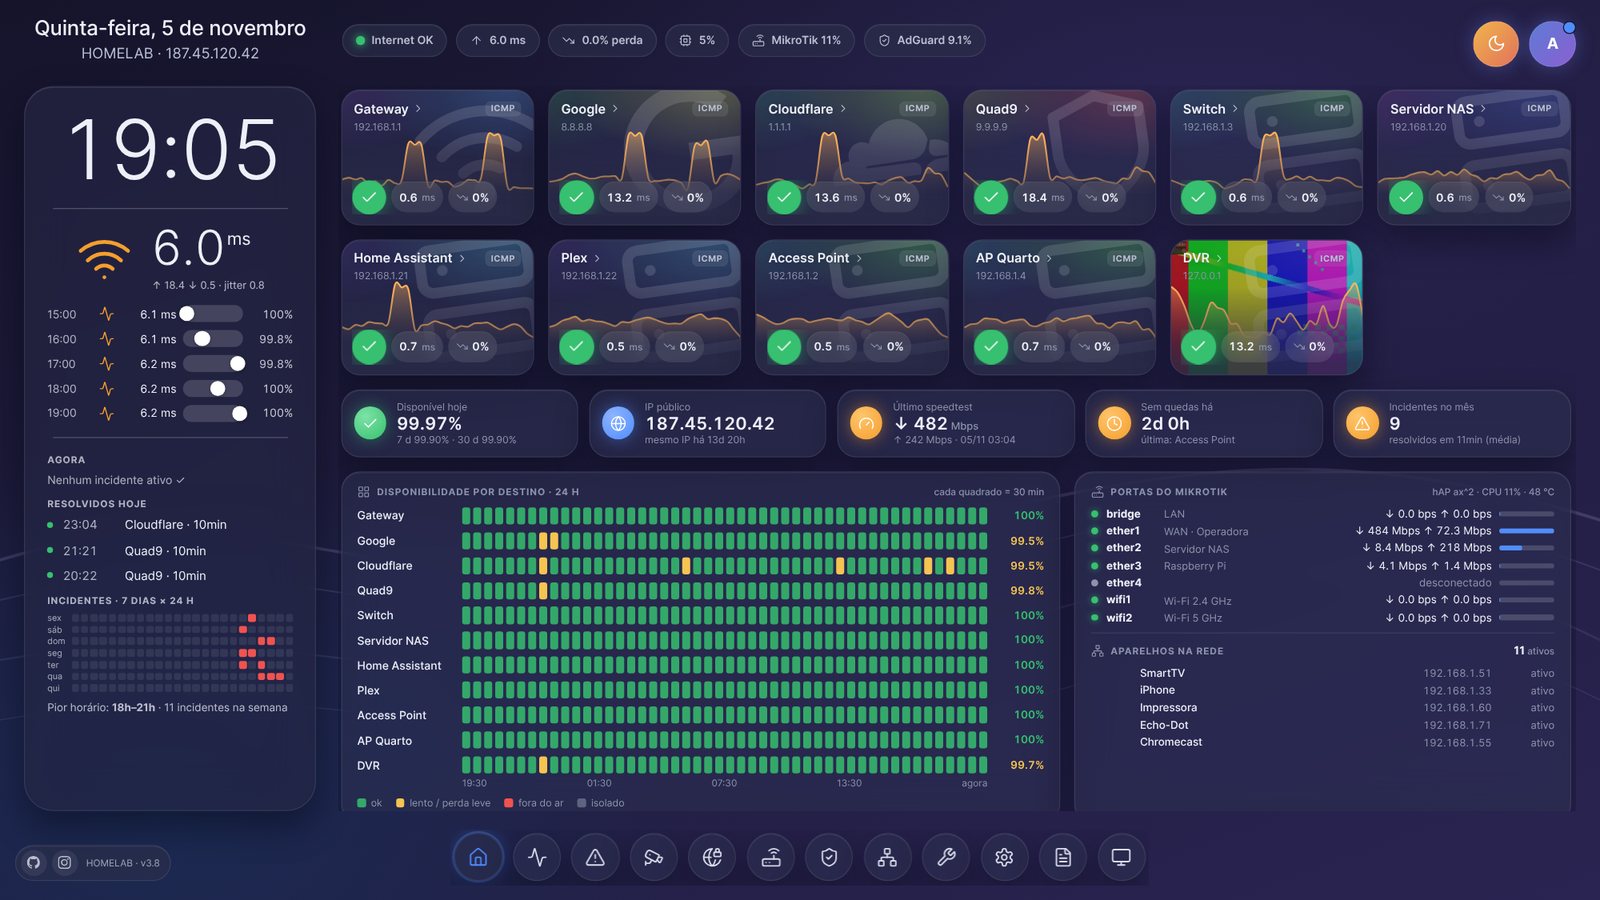 Quinta-feira, 5 de novembro
HOMELAB · 187.45.120.42
Internet OK
↑ 6.0 ms
0.0% perda
5%
MikroTik 11%
AdGuard 9.1%
A
19:05
6.0 ms
↑ 18.4 ↓ 0.5 · jitter 0.8
15:00 6.1 ms 100%
16:00 6.1 ms 99.8%
17:00 6.2 ms 99.8%
18:00 6.2 ms 100%
19:00 6.2 ms 100%
AGORA
Nenhum incidente ativo ✓
RESOLVIDOS HOJE
23:04 Cloudflare · 10min
21:21 Quad9 · 10min
20:22 Quad9 · 10min
INCIDENTES · 7 DIAS × 24 H
sex
sáb
dom
seg
ter
qua
qui
Pior horário: 18h–21h · 11 incidentes na semana
Gateway > ICMP
192.168.1.1
0.6 ms 0%
Google > ICMP
8.8.8.8
13.2 ms 0%
Cloudflare > ICMP
1.1.1.1
13.6 ms 0%
Quad9 > ICMP
9.9.9.9
18.4 ms 0%
Switch > ICMP
192.168.1.3
0.6 ms 0%
Servidor NAS > ICMP
192.168.1.20
0.6 ms 0%
Home Assistant > ICMP
192.168.1.21
0.7 ms 0%
Plex > ICMP
192.168.1.22
0.5 ms 0%
Access Point > ICMP
192.168.1.2
0.5 ms 0%
AP Quarto > ICMP
192.168.1.4
0.7 ms 0%
DVR > ICMP
127.0.0.1
13.2 ms 0%
Disponível hoje
99.97%
7 d 99.90% · 30 d 99.90%
IP público
187.45.120.42
mesmo IP há 13d 20h
Último speedtest
↓ 482 Mbps
↑ 242 Mbps · 05/11 03:04
Sem quedas há
2d 0h
última: Access Point
Incidentes no mês
9
resolvidos em 11min (média)
DISPONIBILIDADE POR DESTINO · 24 H cada quadrado = 30 min
Gateway 100%
Google 99.5%
Cloudflare 99.5%
Quad9 99.8%
Switch 100%
Servidor NAS 100%
Home Assistant 100%
Plex 100%
Access Point 100%
AP Quarto 100%
DVR 99.7%
19:30 01:30 07:30 13:30 agora
ok lento / perda leve fora do ar isolado
PORTAS DO MIKROTIK hAP ax^2 · CPU 11% · 48 °C
bridge LAN ↓ 0.0 bps ↑ 0.0 bps
ether1 WAN · Operadora ↓ 484 Mbps ↑ 72.3 Mbps
ether2 Servidor NAS ↓ 8.4 Mbps ↑ 218 Mbps
ether3 Raspberry Pi ↓ 4.1 Mbps ↑ 1.4 Mbps
ether4 desconectado
wifi1 Wi-Fi 2.4 GHz ↓ 0.0 bps ↑ 0.0 bps
wifi2 Wi-Fi 5 GHz ↓ 0.0 bps ↑ 0.0 bps
APARELHOS NA REDE 11 ativos
SmartTV 192.168.1.51 ativo
iPhone 192.168.1.33 ativo
Impressora 192.168.1.60 ativo
Echo-Dot 192.168.1.71 ativo
Chromecast 192.168.1.55 ativo
HOMELAB · v3.8